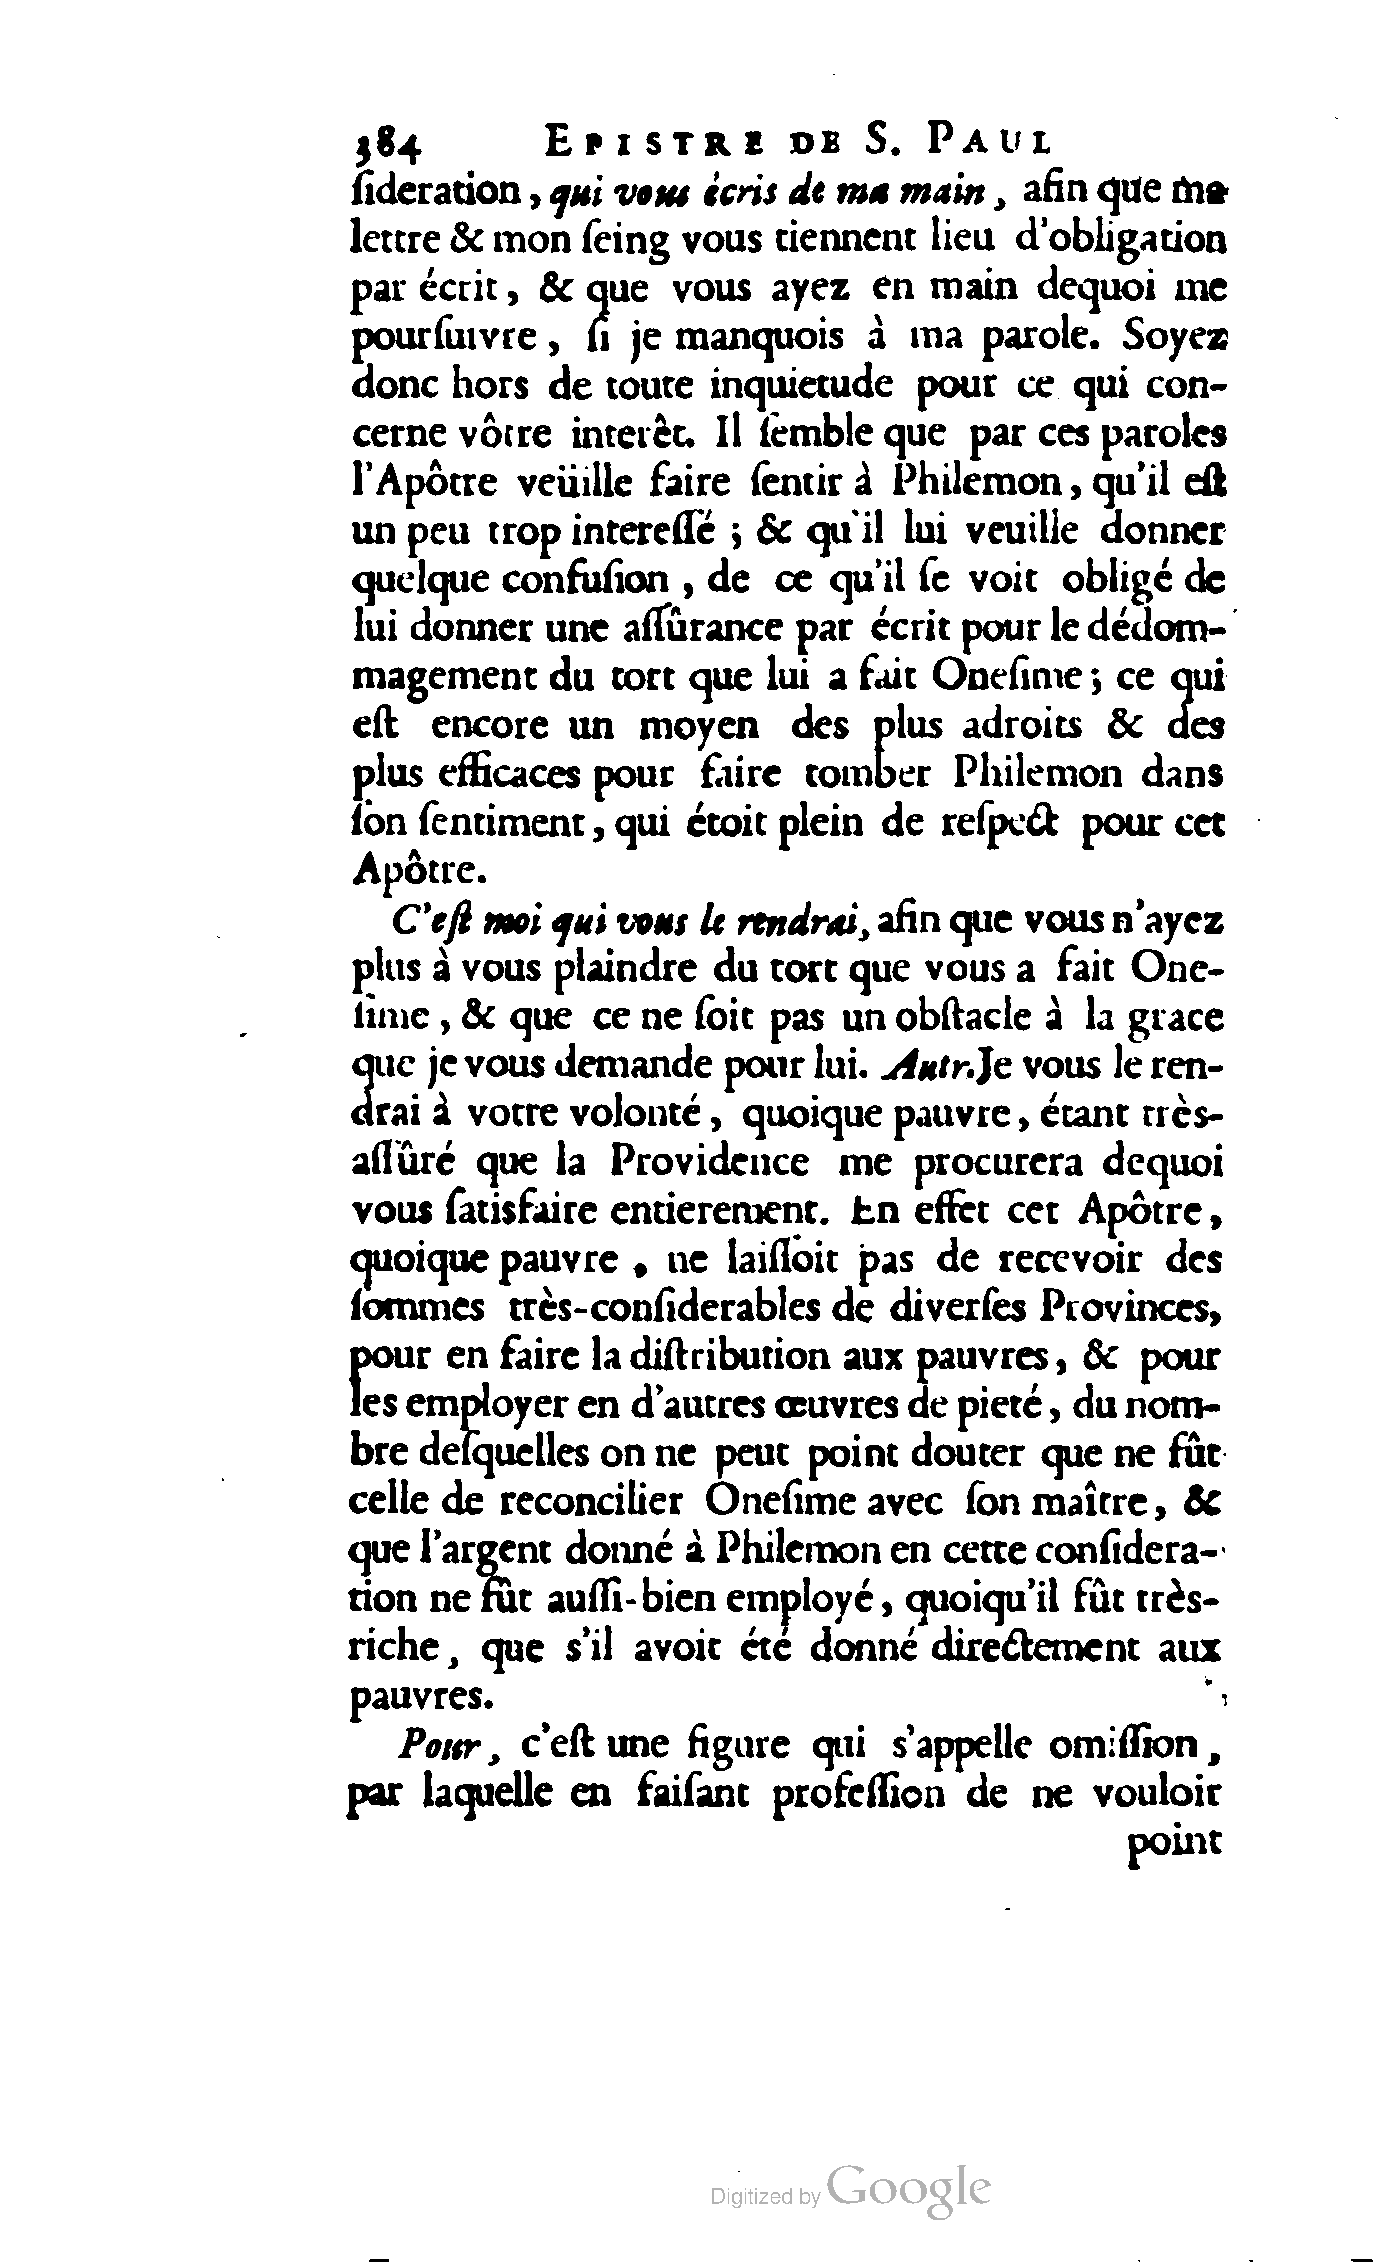 384 EPISTRE DE S. PAUL
ſideration, qui vous écris de ma main, afin que ma
lettre & mon ſeing vous tiennent lieu d'obligation
par écrit, & que vous ayez en main dequoi me
pourſuivre, ſi je manquois à ma parole. Soyez
donc hors de toute inquietude pour ce qui con-
cerne vôtre interêt. Il ſemble que par ces paroles
l'Apôtre veüille faire ſentir à Philemon, qu'il eſt
un peu trop intereſſé ; & qu'il lui veuille donner
quelque confuſion, de ce qu'il ſe voit obligé de
lui donner une aſſûrance par écrit pour le dédom-
magement du tort que lui a fait Oneſime ; ce qui
eſt encore un moyen des plus adroits & des
plus efficaces pour faire tomber Philemon dans
ſon ſentiment, qui étoit plein de reſpect pour cet
Apôtre.
C'eſt moi qui vous le rendrai, afin que vous n'ayez
plus à vous plaindre du tort que vous a fait One-
ſime, & que ce ne ſoit pas un obſtacle à la grace
que je vous demande pour lui. Autr. Je vous le ren-
drai à votre volonté, quoique pauvre, étant très-
aſſûré que la Providence me procurera dequoi
vous ſatisfaire entierement. En effet cet Apôtre,
quoique pauvre, ne laiſſoit pas de recevoir des
ſommes très-conſiderables de diverſes Provinces,
pour en faire la diſtribution aux pauvres, & pour
les employer en d'autres œuvres de pieté, du nom-
bre deſquelles on ne peut point douter que ne fût
celle de reconcilier Oneſime avec ſon maître, &
que l'argent donné à Philemon en cette conſidera-
tion ne fût auſſi-bien employé, quoiqu'il fût très-
riche, que s'il avoit été donné directement aux
pauvres.
Pour, c'eſt une figure qui s'appelle omiſſion,
par laquelle en faiſant profeſſion de ne vouloir
point
Digitized by Google